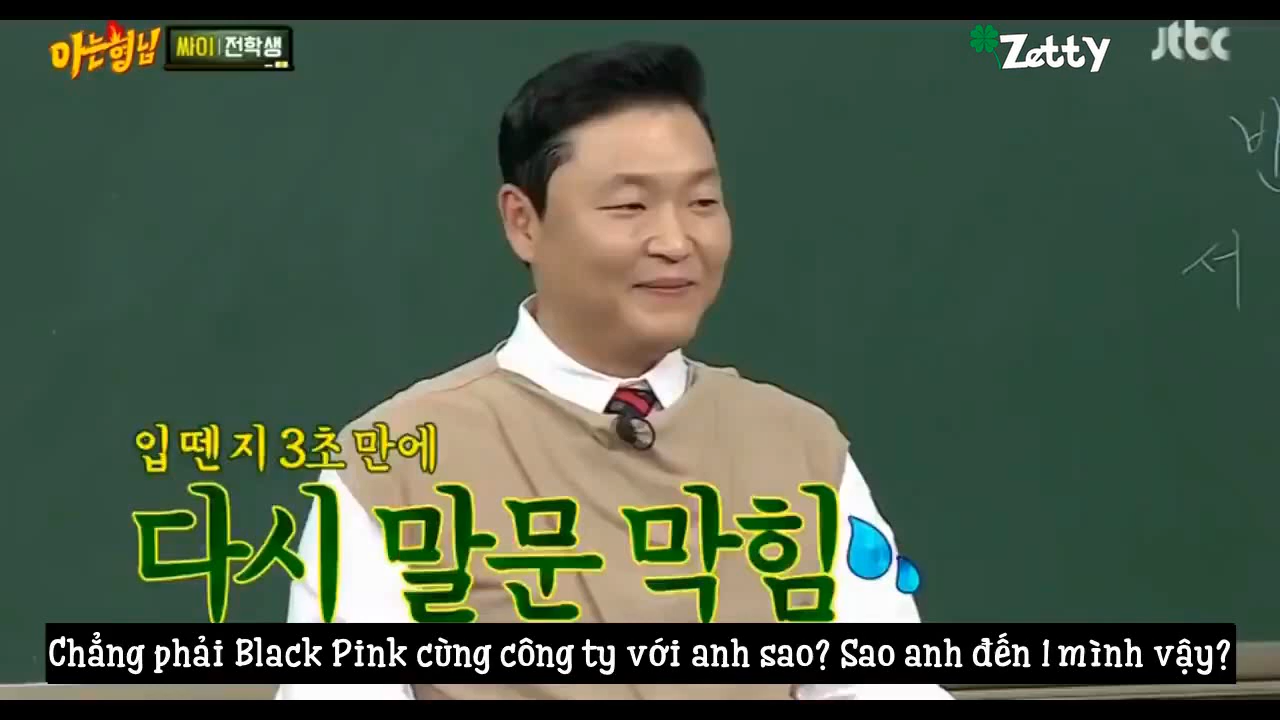 아는형님 싸이 | 전학생
Zetty
jtbc
서
입 뗀 지 3초 만에
다시 말문 막힘
Chẳng phải Black Pink cùng công ty với anh sao? Sao anh đến 1 mình vậy?